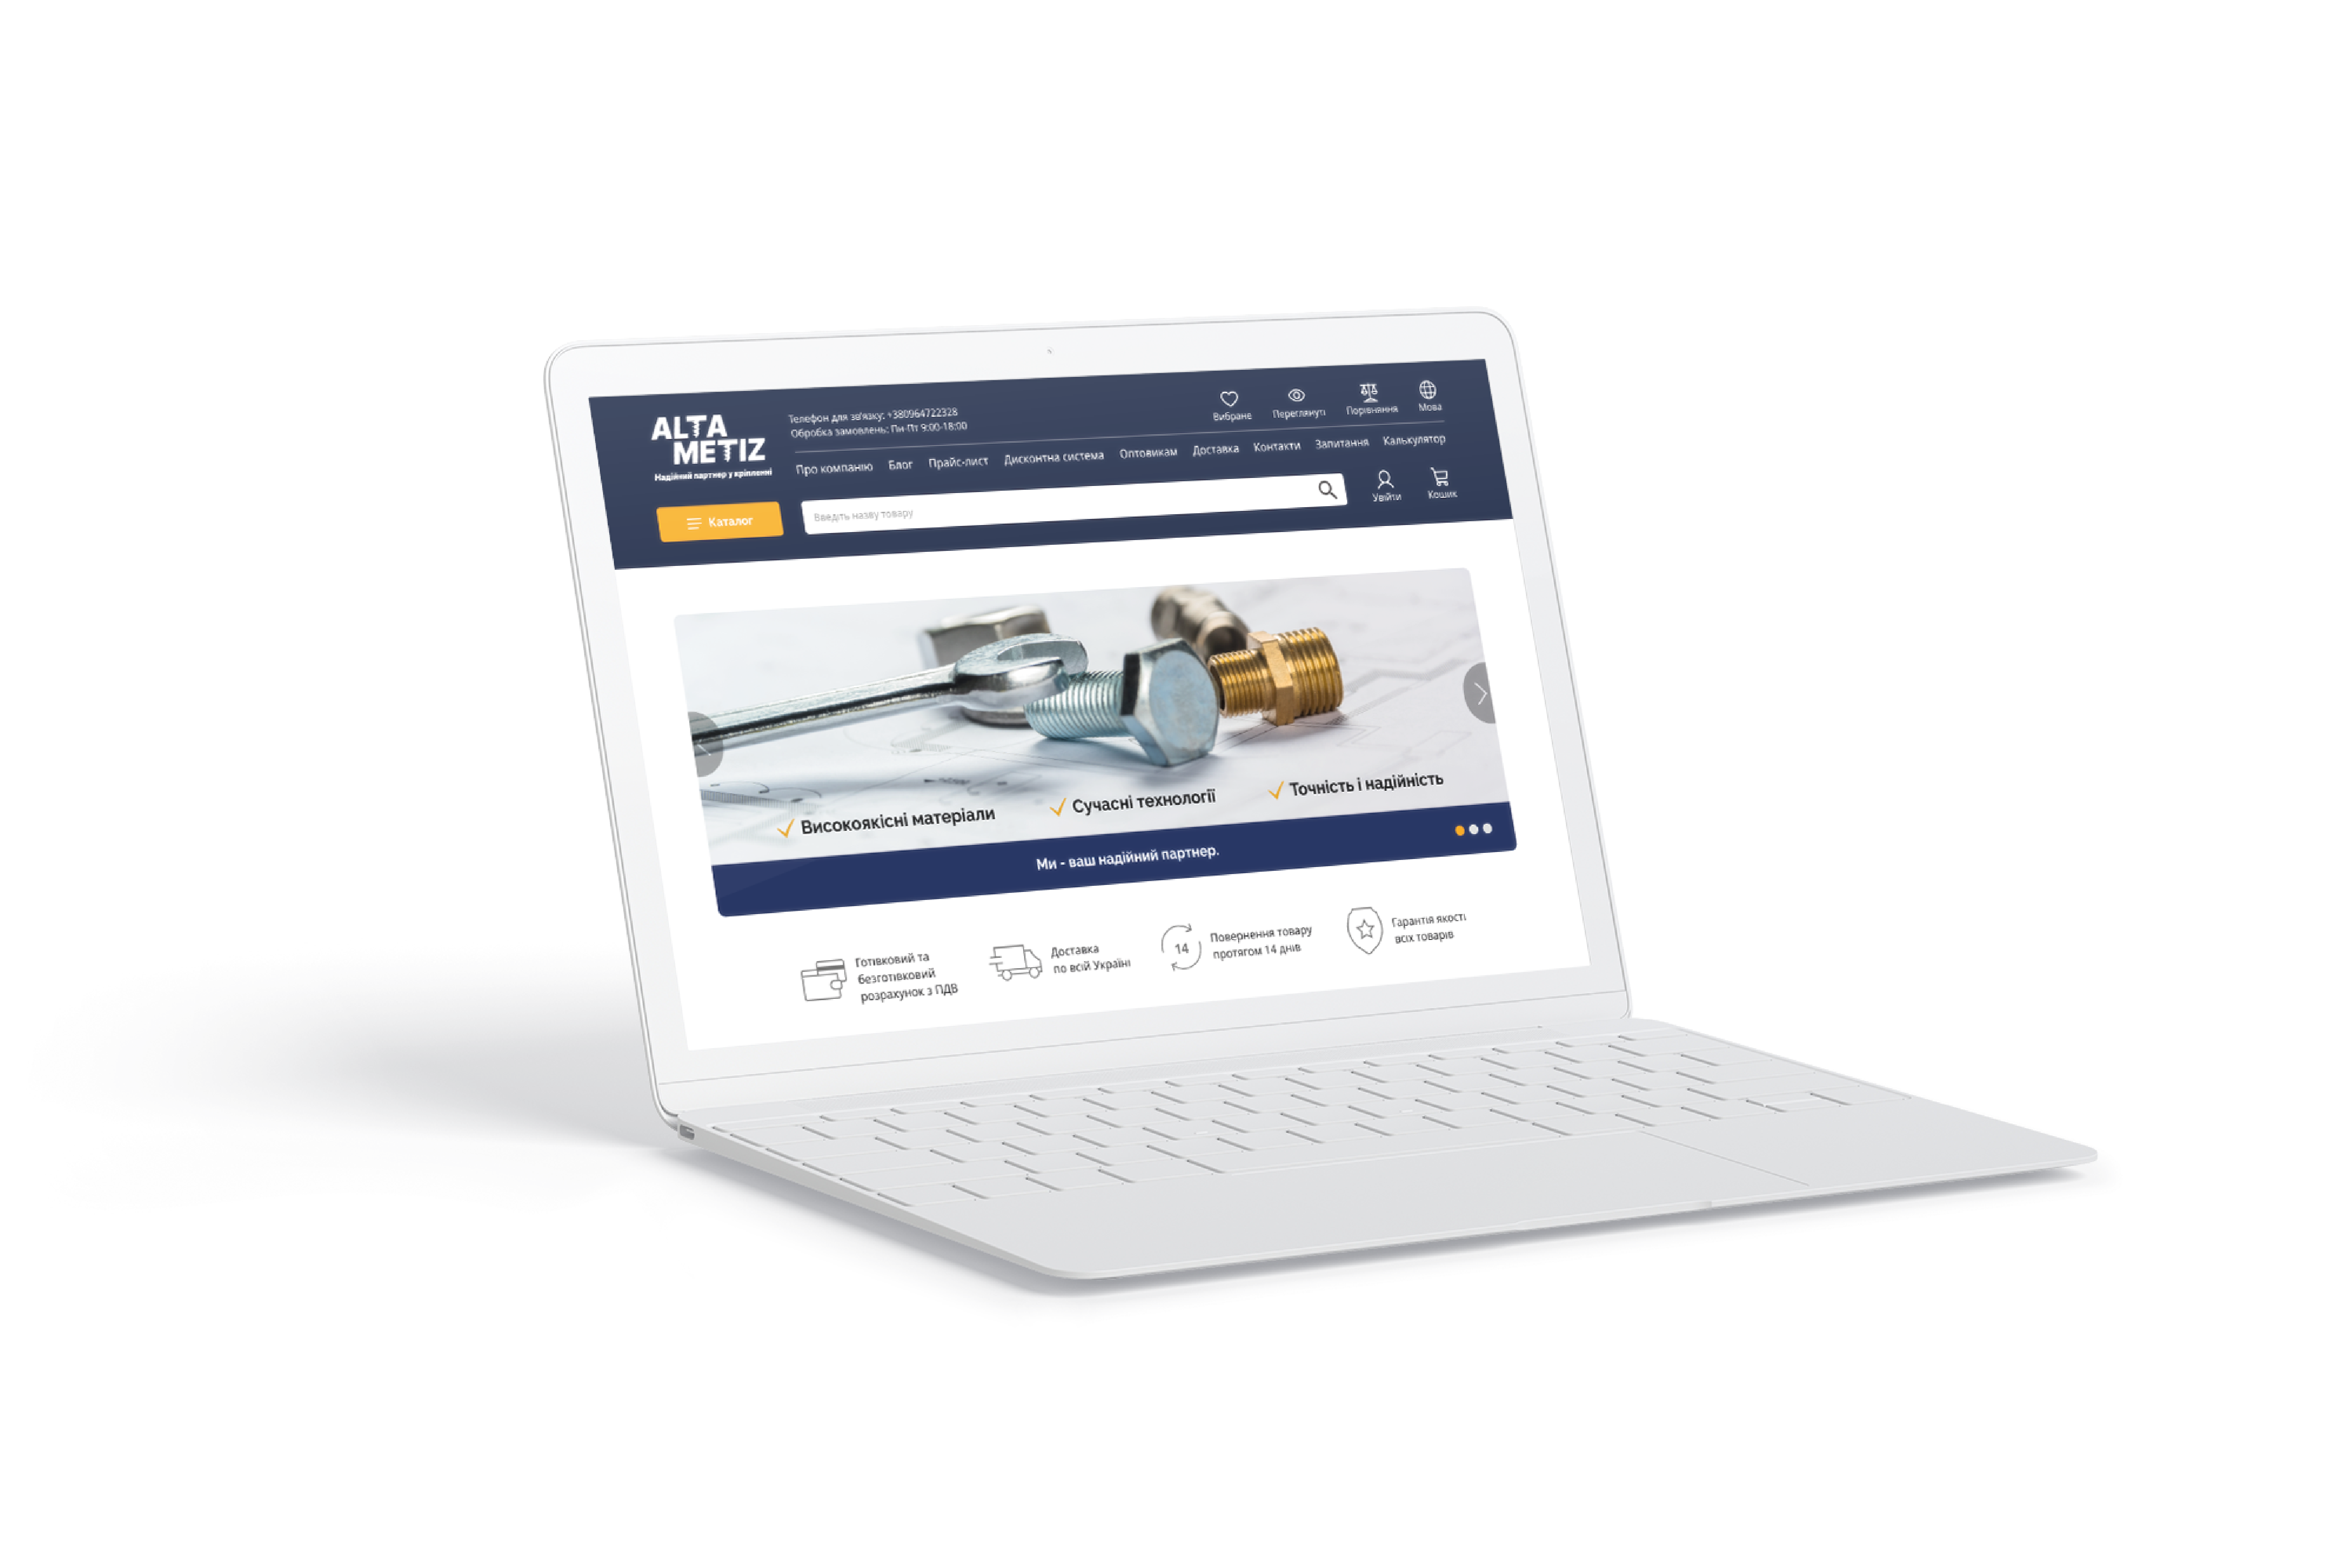 ALTA
METIZ
Надійний партнер у кріпленні
Телефон для зв'язку: +380964722328
Обробка замовлень: Пн-Пт 9:00-18:00
Вибране
Переглянуті
Порівняння
Мова
Про компанію Блог Прайс-лист Дисконтна система Оптовикам Доставка Контакти Запитання Калькулятор
Каталог
Введіть назву товару
Увійти
Кошик
Високоякісні матеріали
Сучасні технології
Точність і надійність
Ми - ваш надійний партнер.
Готівковий та
безготівковий
розрахунок з ПДВ
Доставка
по всій Україні
14
Повернення товару
протягом 14 днів
Гарантія якості
всіх товарів